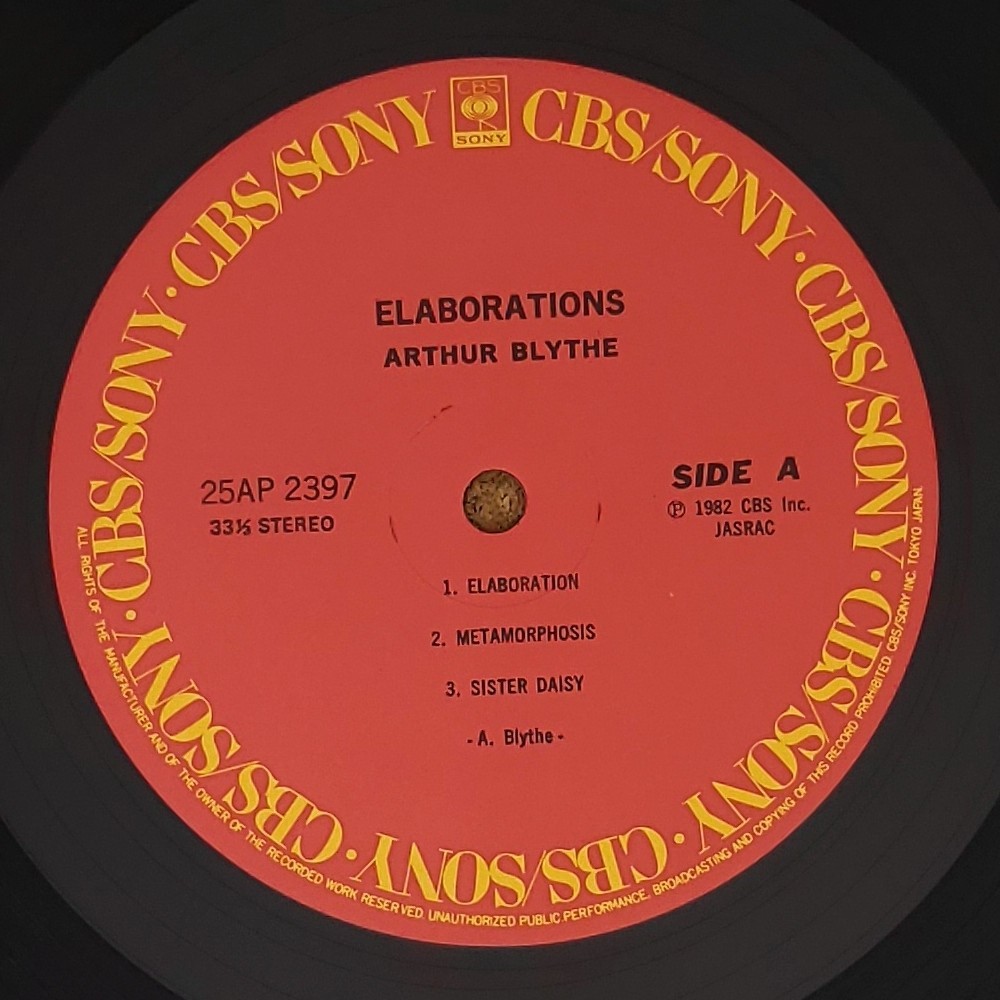 CBS
SONY
CBS/SONY · CBS/SONY · CBS/SONY · CBS/SONY · CBS/SONY · CBS/SONY · CBS/SONY
ELABORATIONS
ARTHUR BLYTHE
25AP 2397
33⅓ STEREO
SIDE A
℗ 1982 CBS Inc.
JASRAC
1. ELABORATION
2. METAMORPHOSIS
3. SISTER DAISY
- A. Blythe -
ALL RIGHTS OF THE MANUFACTURER AND OF THE OWNER OF THE RECORDED WORK RESERVED. UNAUTHORIZED PUBLIC PERFORMANCE, BROADCASTING AND COPYING OF THIS RECORD PROHIBITED CBS/SONY INC. TOKYO JAPAN.